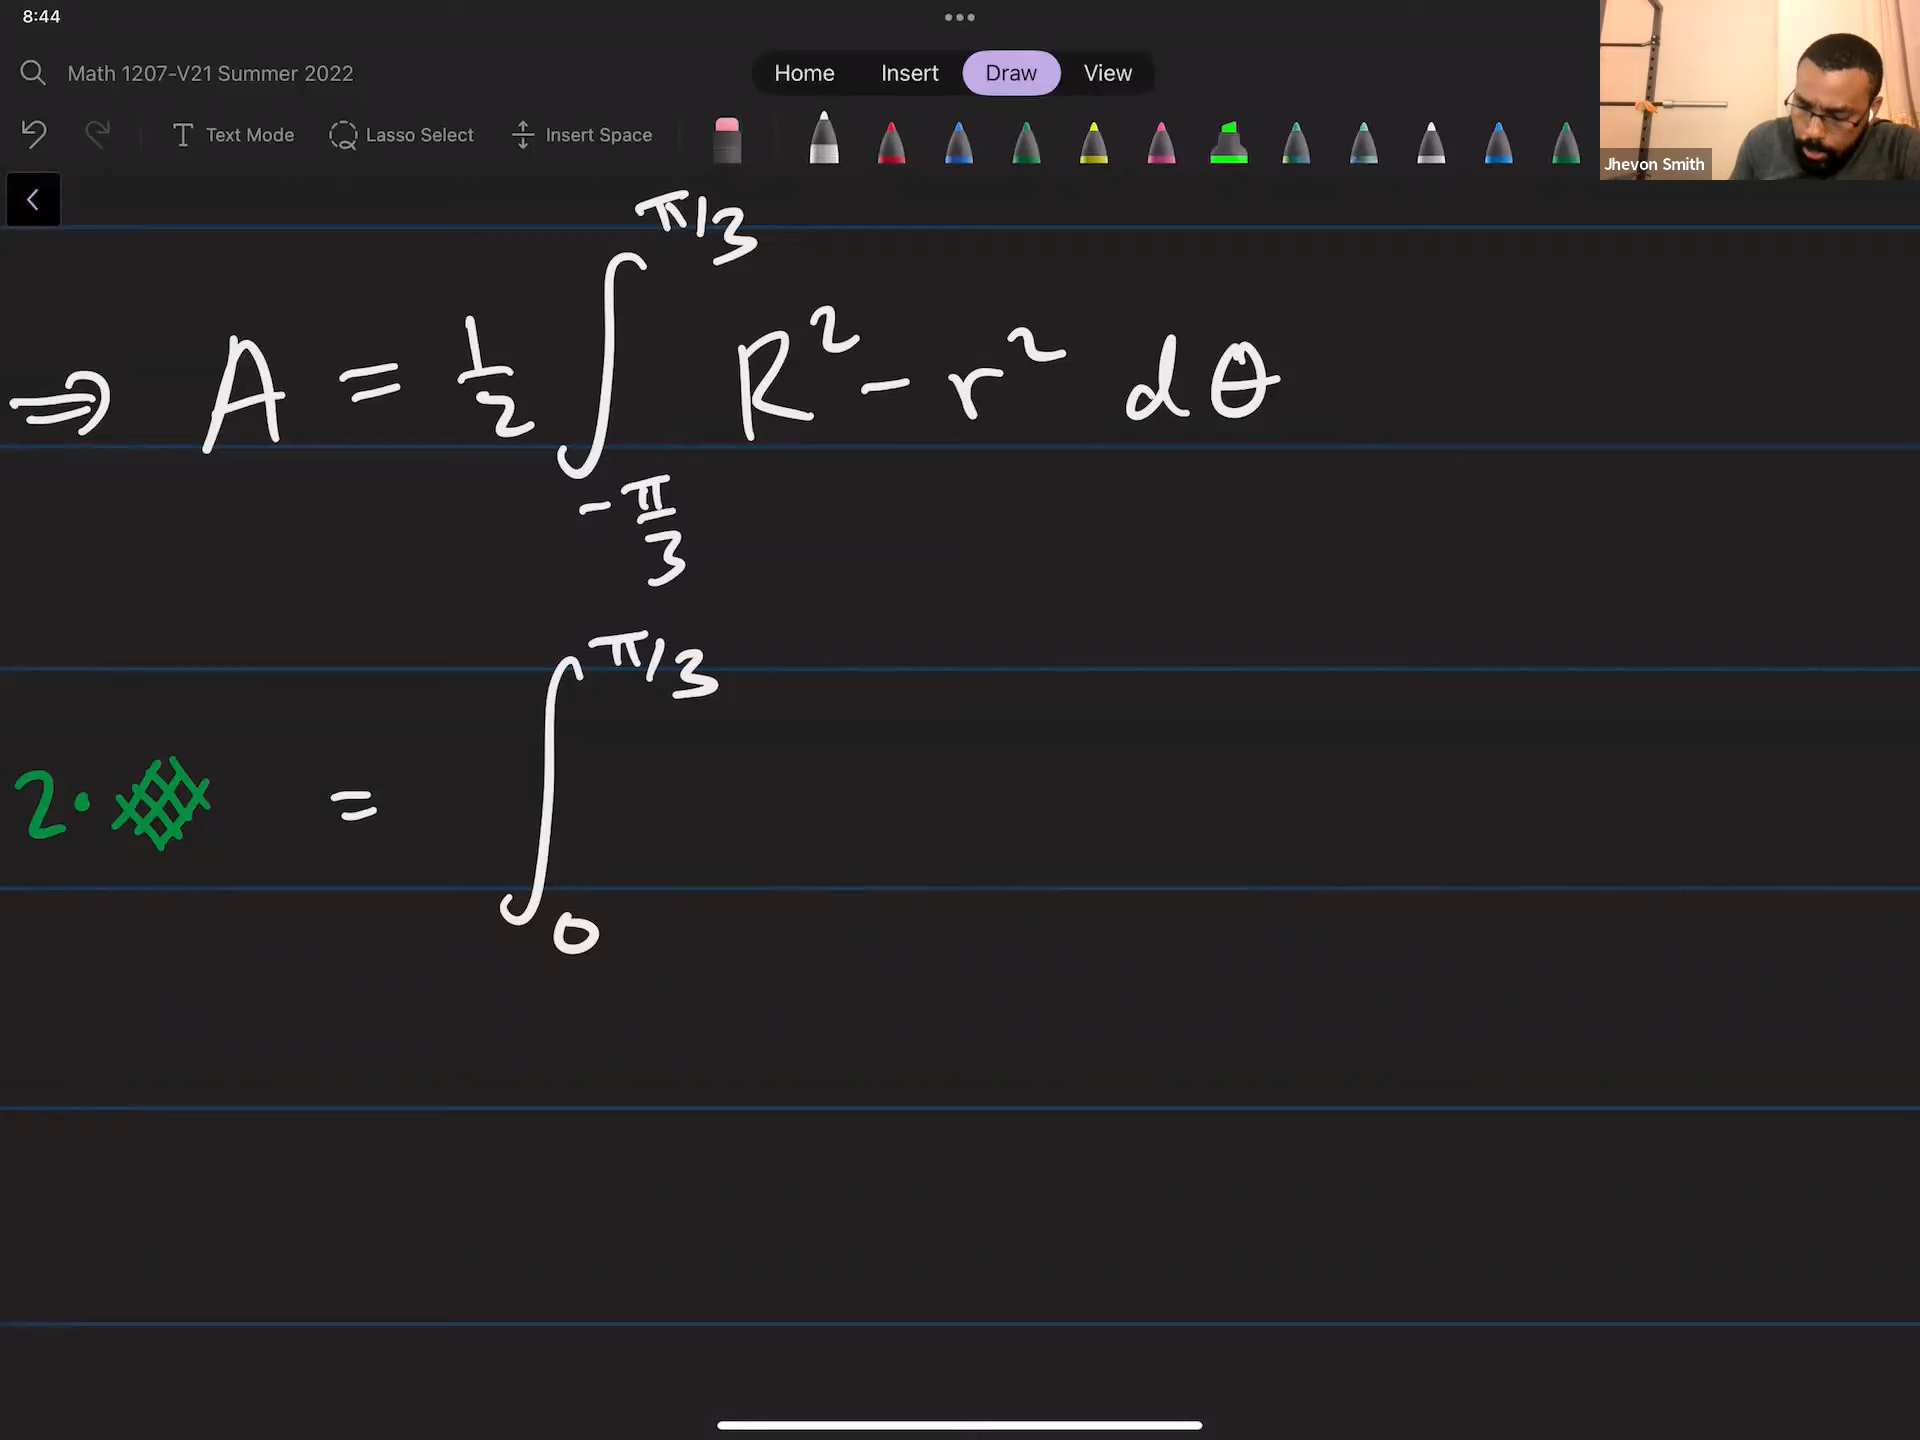 8:44
Math 1207-V21 Summer 2022
Home Insert Draw View
Text Mode Lasso Select Insert Space
Jhevon Smith
⇒ A = 1/2 ∫_{-π/3}^{π/3} R² - r² dθ
2 · = ∫_0^{π/3}